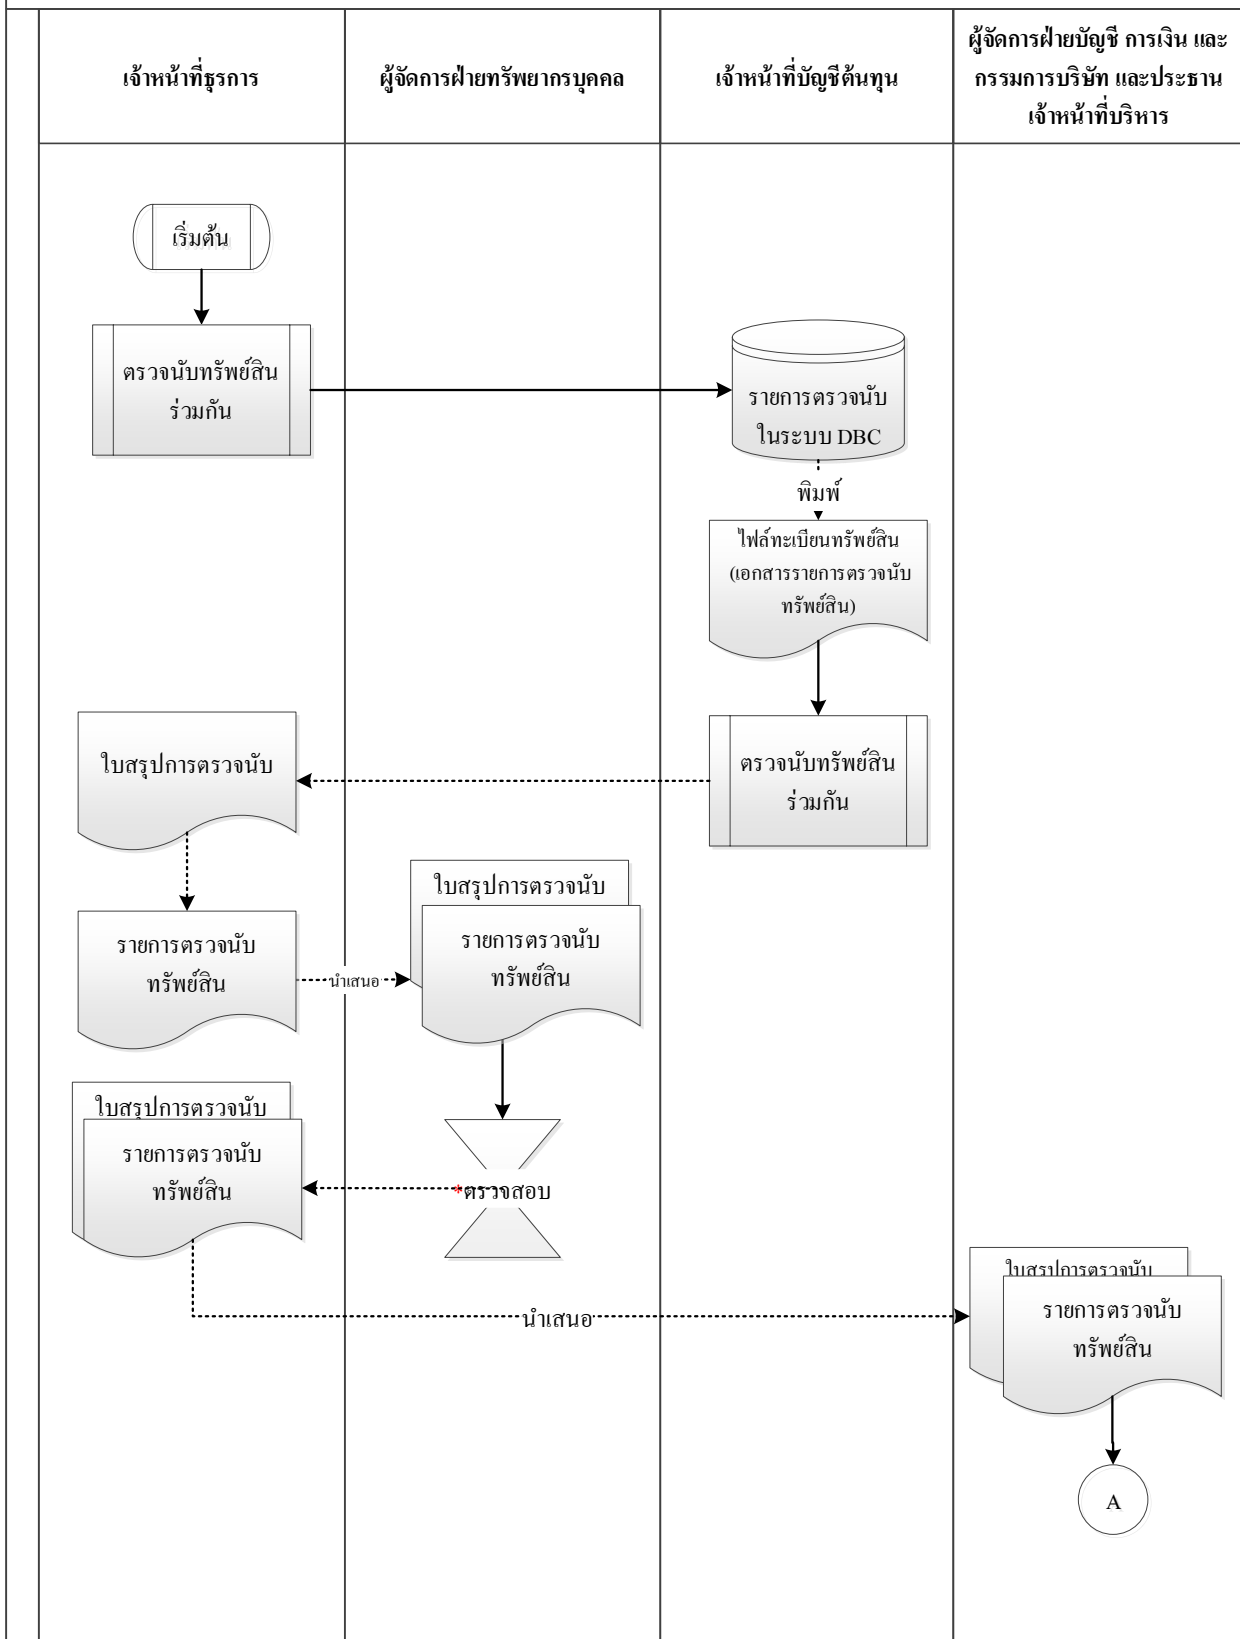 เจ้าหน้าที่ธุรการ
ผู้จัดการฝ่ายทรัพยากรบุคคล
เจ้าหน้าที่บัญชีต้นทุน
ผู้จัดการฝ่ายบัญชี การเงิน และ
กรรมการบริษัท และประธาน
เจ้าหน้าที่บริหาร
เริ่มต้น
ตรวจนับทรัพย์สิน
ร่วมกัน
รายการตรวจนับ
ในระบบ DBC
พิมพ์
ไฟล์ทะเบียนทรัพย์สิน
(เอกสารรายการตรวจนับ
ทรัพย์สิน)
ตรวจนับทรัพย์สิน
ร่วมกัน
ใบสรุปการตรวจนับ
รายการตรวจนับ
ทรัพย์สิน
นำเสนอ
ใบสรุปการตรวจนับ
รายการตรวจนับ
ทรัพย์สิน
*ตรวจสอบ
ใบสรุปการตรวจนับ
รายการตรวจนับ
ทรัพย์สิน
นำเสนอ
ใบสรุปการตรวจนับ
รายการตรวจนับ
ทรัพย์สิน
A